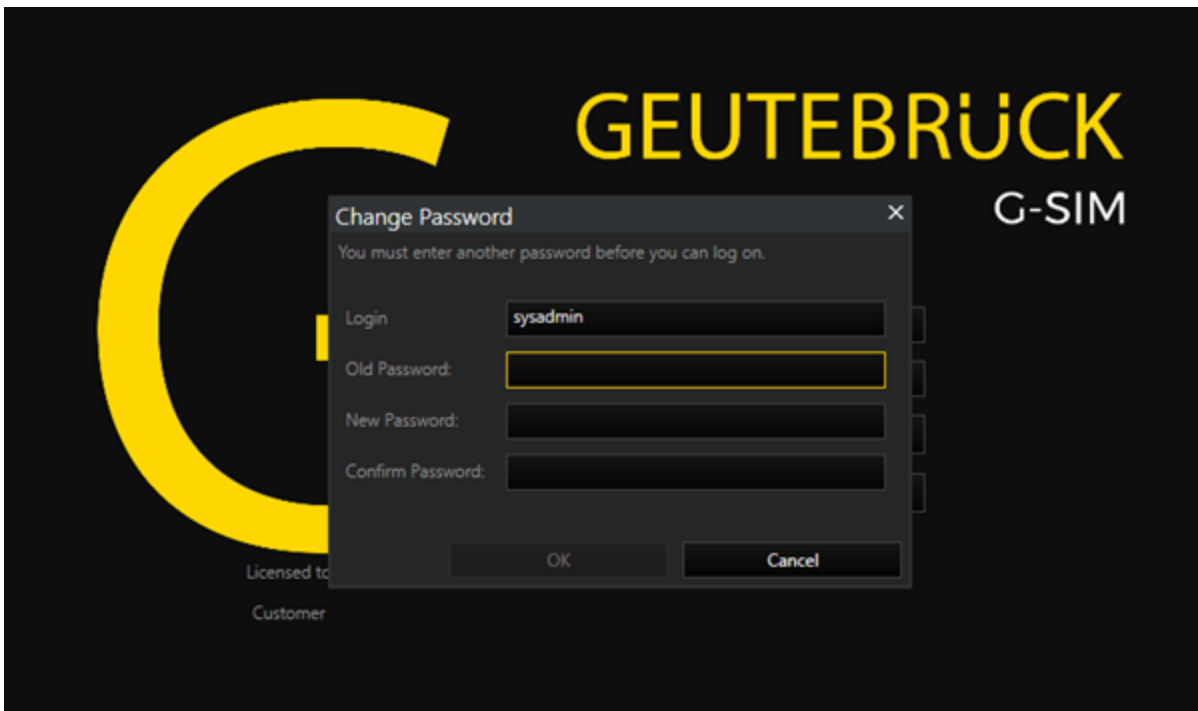 GEUTEBRÜCK
G-SIM
Change Password
You must enter another password before you can log on.
Login sysadmin
Old Password:
New Password:
Confirm Password:
OK Cancel
Licensed to
Customer